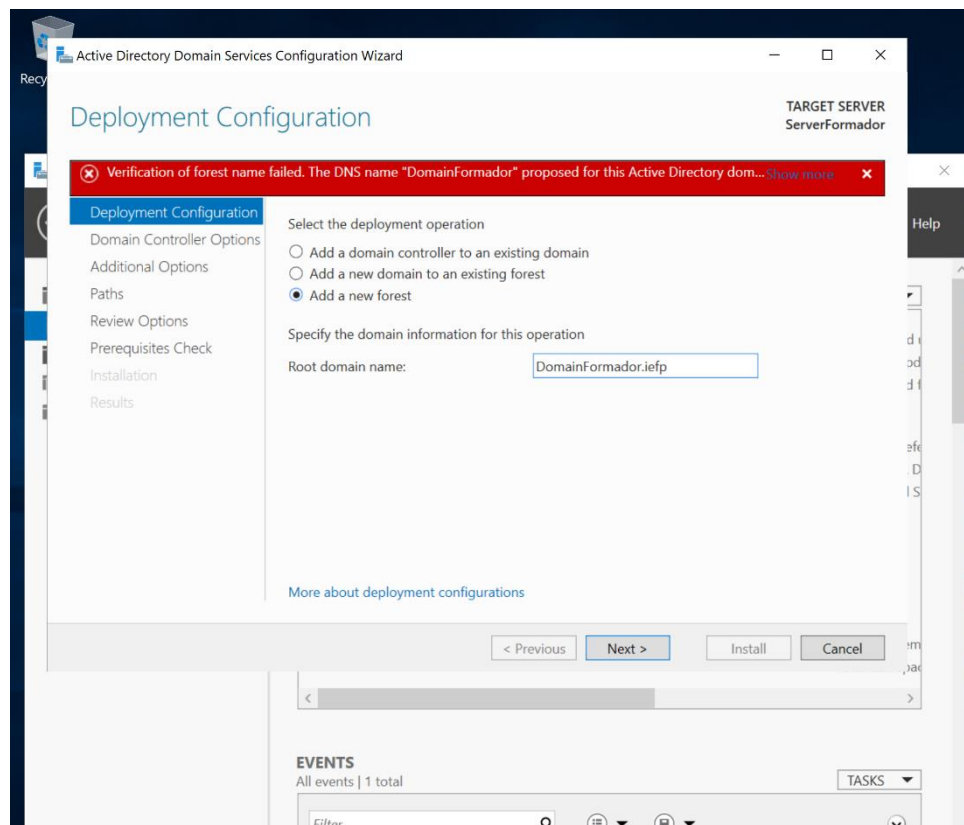 Recy
Active Directory Domain Services Configuration Wizard
Deployment Configuration
TARGET SERVER
ServerFormador
Verification of forest name failed. The DNS name "DomainFormador" proposed for this Active Directory dom... Show more
Help
Deployment Configuration
Domain Controller Options
Additional Options
Paths
Review Options
Prerequisites Check
Installation
Results
Select the deployment operation
Add a domain controller to an existing domain
Add a new domain to an existing forest
Add a new forest
Specify the domain information for this operation
Root domain name:
DomainFormador.iefp
More about deployment configurations
< Previous
Next >
Install
Cancel
EVENTS
All events | 1 total
TASKS
Filter